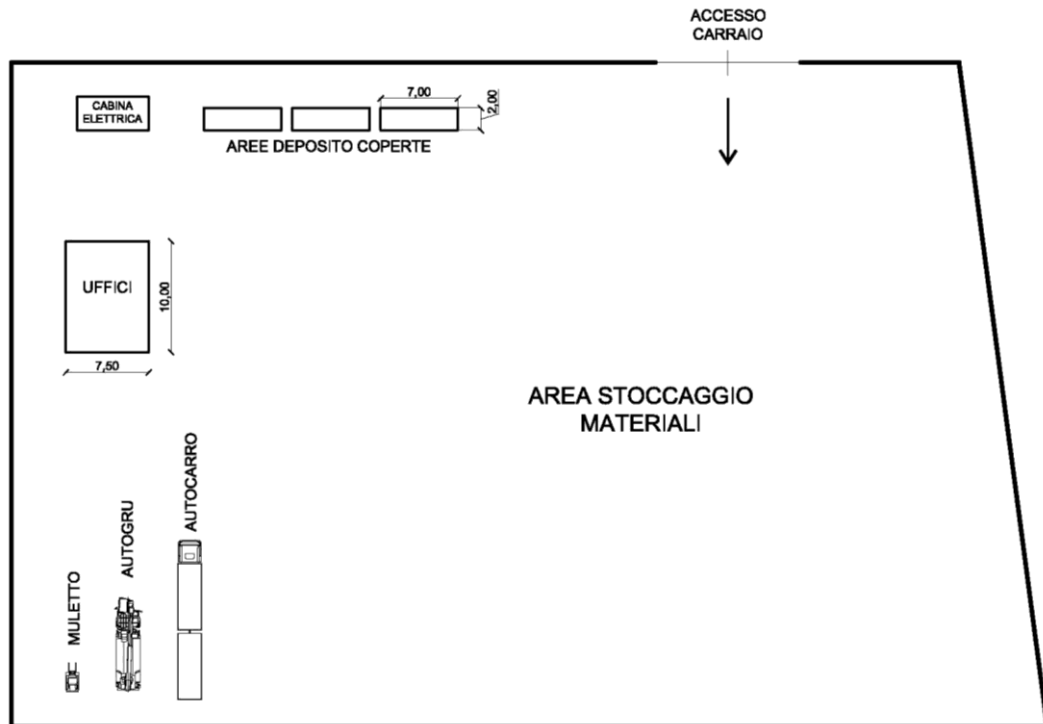 ACCESSO
CARRAIO
CABINA
ELETTRICA
7,00
2,00
AREE DEPOSITO COPERTE
UFFICI
10,00
7,50
AREA STOCCAGGIO
MATERIALI
AUTOCARRO
AUTOGRU
MULETTO